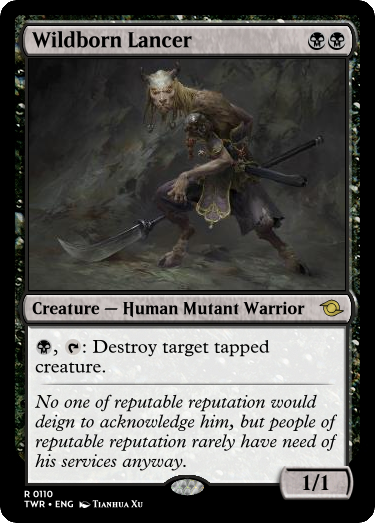 Wildborn Lancer
Creature — Human Mutant Warrior
, : Destroy target tapped
creature.
No one of reputable reputation would
deign to acknowledge him, but people of
reputable reputation rarely have need of
his services anyway.
1/1
R 0110
TWR • ENG Tianhua Xu